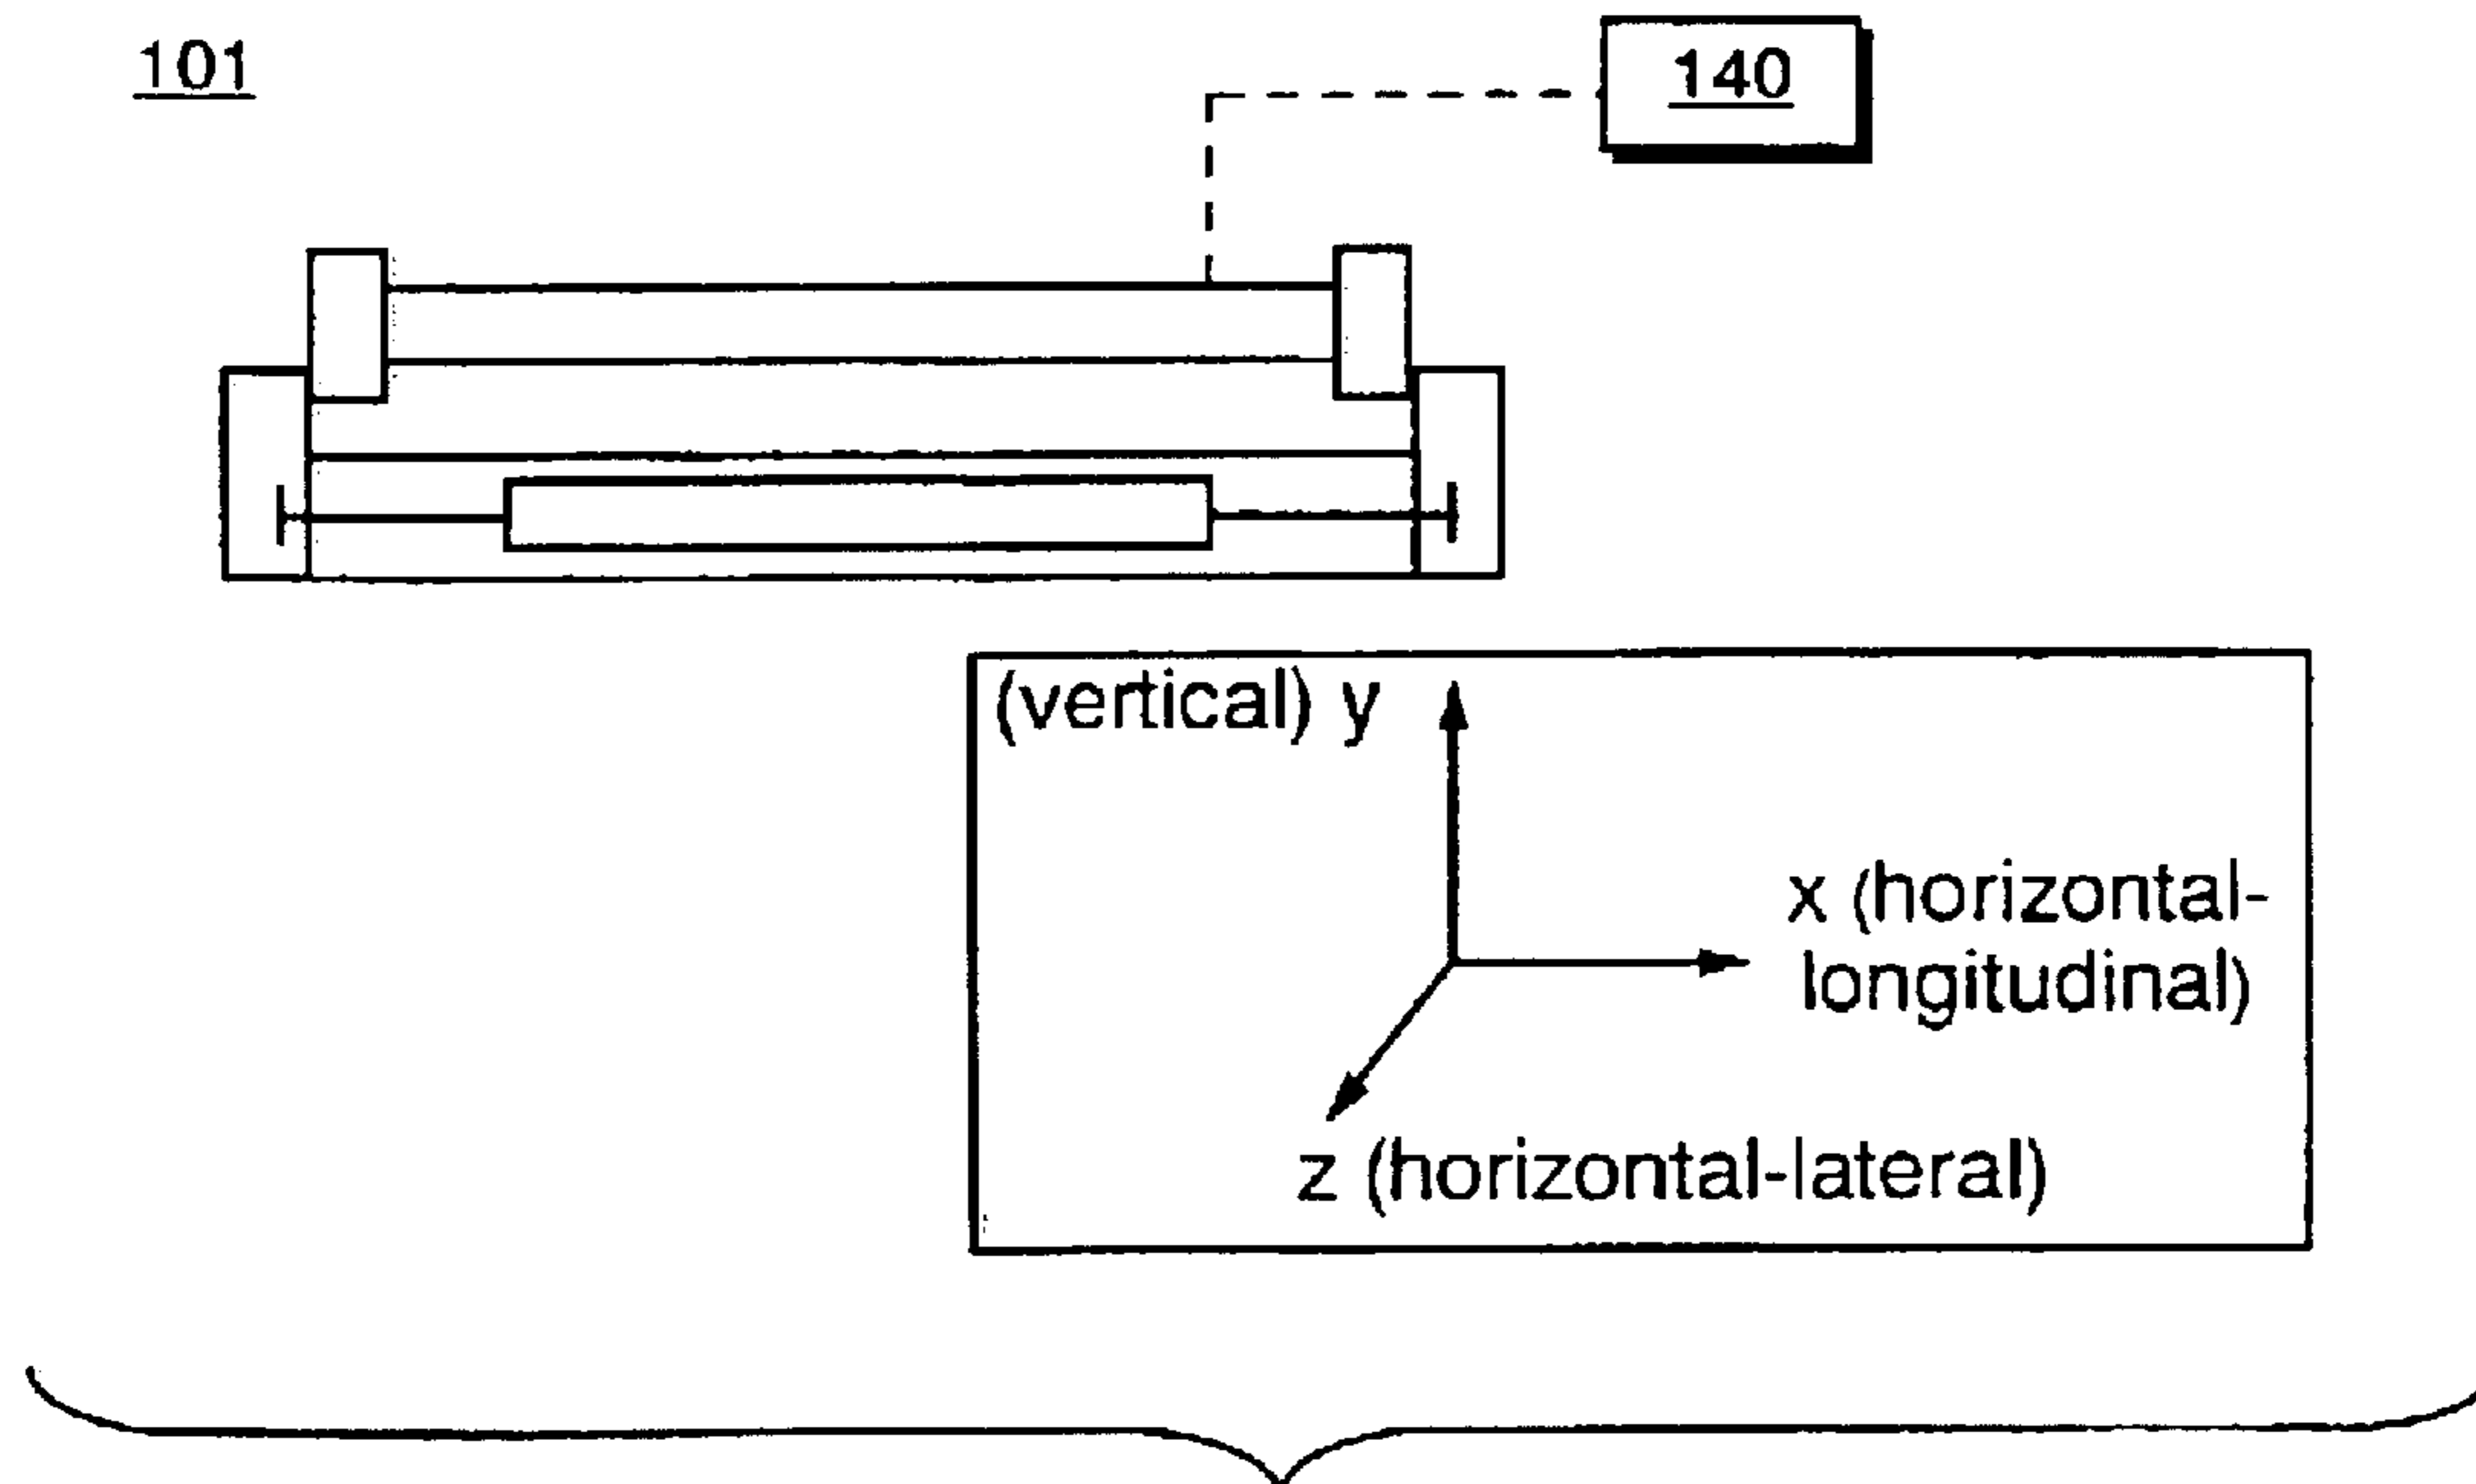 101
140
(vertical) y
x (horizontal-
longitudinal)
z (horizontal-lateral)